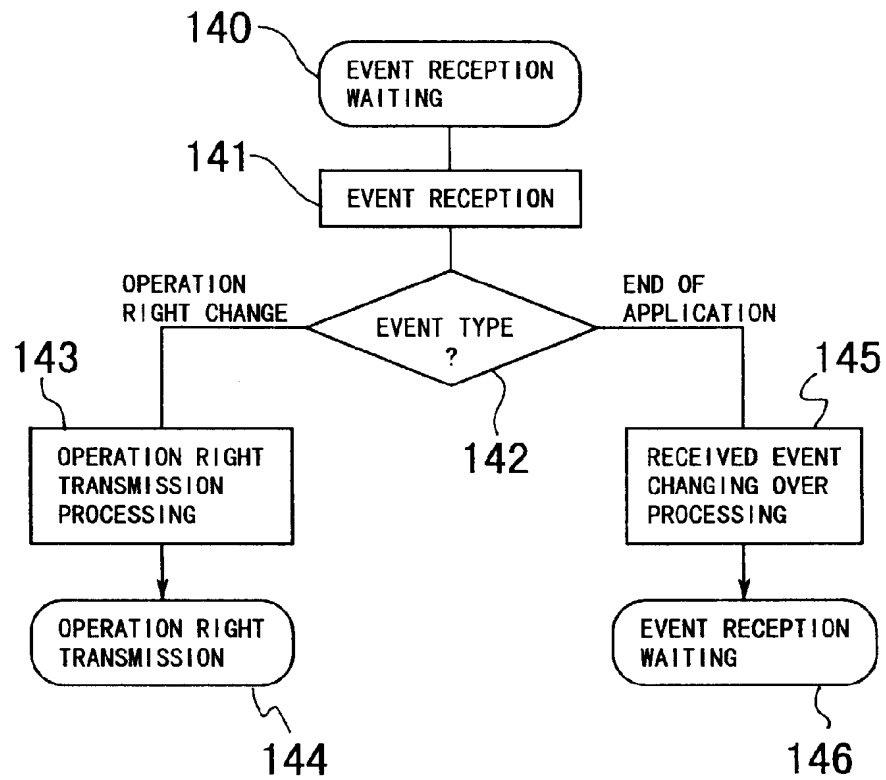 140
EVENT RECEPTION
WAITING
141
EVENT RECEPTION
OPERATION
RIGHT CHANGE
END OF
APPLICATION
EVENT TYPE
?
142
143
OPERATION RIGHT
TRANSMISSION
PROCESSING
145
RECEIVED EVENT
CHANGING OVER
PROCESSING
OPERATION RIGHT
TRANSMISSION
144
EVENT RECEPTION
WAITING
146